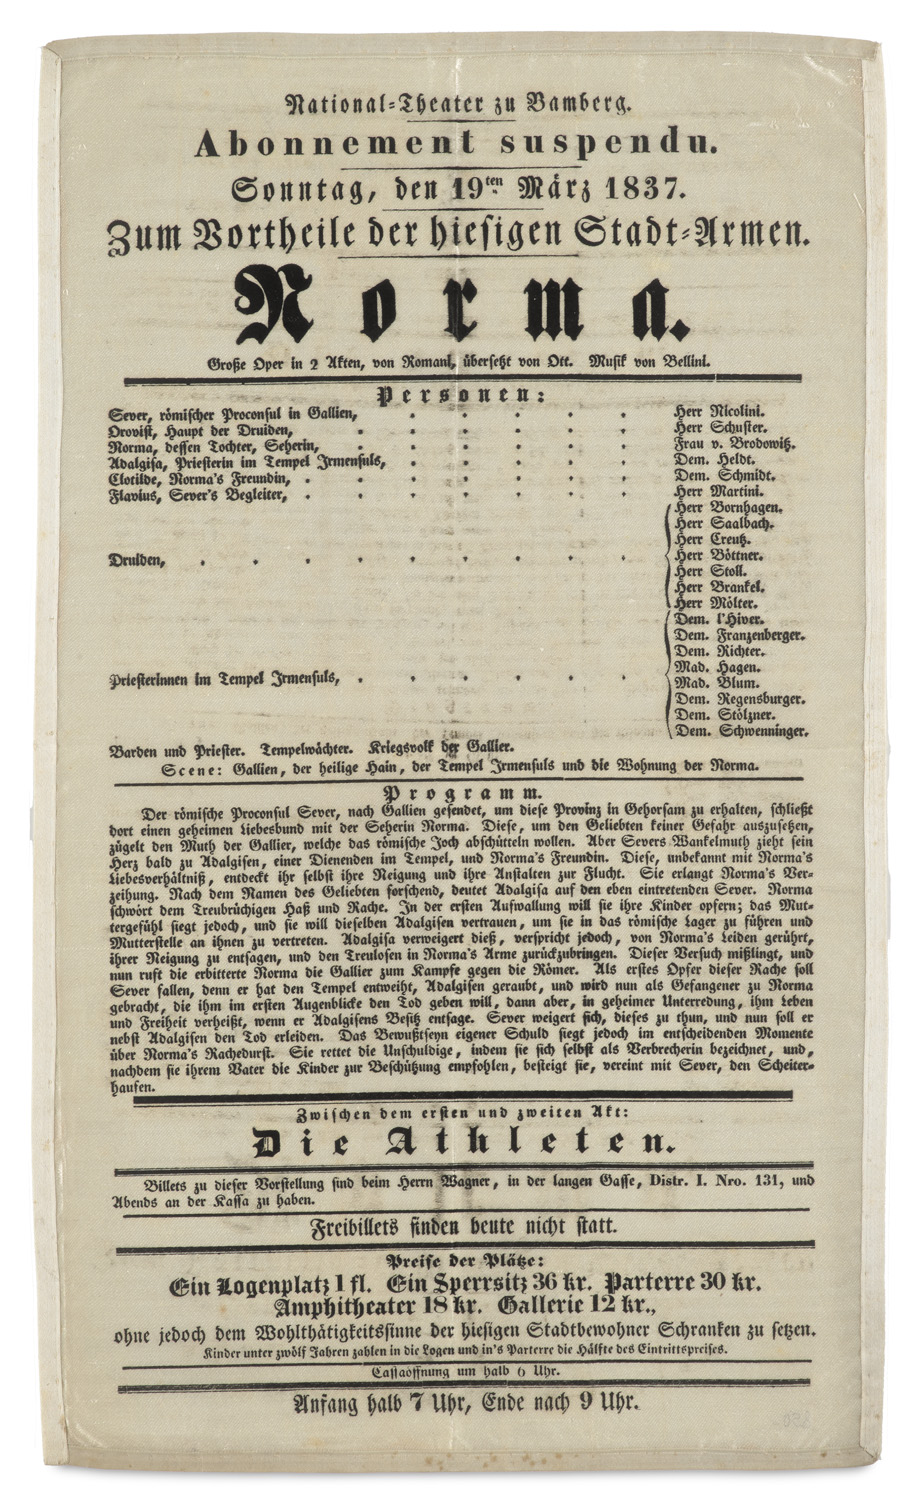 National-Theater zu Bamberg.
Abonnement suspendu.
Sonntag, den 19ten März 1837.
Zum Vortheile der hiesigen Stadt-Armen.
Norma.
Große Oper in 2 Akten, von Romani, übersetzt von Ott. Musik von Bellini.
Personen:
Sever, römischer Proconsul in Gallien, . . . . . Herr Nicolini.
Orovist, Haupt der Druiden, . . . . . . Herr Schuster.
Norma, dessen Tochter, Seherin, . . . . . . Frau v. Brodowitz.
Adalgisa, Priesterin im Tempel Irmensuls, . . . . . Dem. Heldt.
Clotilde, Norma's Freundin, . . . . . . . Dem. Schmidt.
Flavius, Sever's Begleiter, . . . . . . . Herr Martini.
Herr Bornhagen.
Herr Saalbach.
Herr Creutz.
Druiden, . . . . . . . . . Herr Böttner.
Herr Stoll.
Herr Brankel.
Herr Mölter.
Dem. l'Hiver.
Dem. Franzenberger.
Dem. Richter.
Mad. Hagen.
Priesterinnen im Tempel Irmensuls, . . . . . . Mad. Blum.
Dem. Regensburger.
Dem. Stölzner.
Dem. Schwenninger.
Barden und Priester. Tempelwächter. Kriegsvolk der Gallier.
Scene: Gallien, der heilige Hain, der Tempel Irmensuls und die Wohnung der Norma.
Programm.
Der römische Proconsul Sever, nach Gallien gesendet, um diese Provinz in Gehorsam zu erhalten, schließt
dort einen geheimen Liebesbund mit der Seherin Norma. Diese, um den Geliebten keiner Gefahr auszusetzen,
zügelt den Muth der Gallier, welche das römische Joch abschütteln wollen. Aber Severs Wankelmuth zieht sein
Herz bald zu Adalgisen, einer Dienenden im Tempel, und Norma's Freundin. Diese, unbekannt mit Norma's
Liebesverhältniß, entdeckt ihr selbst ihre Neigung und ihre Anstalten zur Flucht. Sie erlangt Norma's Ver-
zeihung. Nach dem Namen des Geliebten forschend, deutet Adalgisa auf den eben eintretenden Sever. Norma
schwört dem Treubrüchigen Haß und Rache. In der ersten Aufwallung will sie ihre Kinder opfern; das Mut-
tergefühl siegt jedoch, und sie will dieselben Adalgisen vertrauen, um sie in das römische Lager zu führen und
Mutterstelle an ihnen zu vertreten. Adalgisa verweigert dieß, verspricht jedoch, von Norma's Leiden gerührt,
ihrer Neigung zu entsagen, und den Treulosen in Norma's Arme zurückzubringen. Dieser Versuch mißlingt, und
nun ruft die erbitterte Norma die Gallier zum Kampfe gegen die Römer. Als erstes Opfer dieser Rache soll
Sever fallen, denn er hat den Tempel entweiht, Adalgisen geraubt, und wird nun als Gefangener zu Norma
gebracht, die ihm im ersten Augenblicke den Tod geben will, dann aber, in geheimer Unterredung, ihm Leben
und Freiheit verheißt, wenn er Adalgisens Besitz entsage. Sever weigert sich, dieses zu thun, und nun soll er
nebst Adalgisen den Tod erleiden. Das Bewußtseyn eigener Schuld siegt jedoch im entscheidenden Momente
über Norma's Rachedurst. Sie rettet die Unschuldige, indem sie sich selbst als Verbrecherin bezeichnet, und,
nachdem sie ihrem Vater die Kinder zur Beschützung empfohlen, besteigt sie, vereint mit Sever, den Scheiter-
haufen.
Zwischen dem ersten und zweiten Akt:
Die Athleten.
Billets zu dieser Vorstellung sind beim Herrn Wagner, in der langen Gasse, Distr. I. Nro. 131, und
Abends an der Kassa zu haben.
Freibillets finden heute nicht statt.
Preise der Plätze:
Ein Logenplatz 1 fl. Ein Sperrsitz 36 kr. Parterre 30 kr.
Amphitheater 18 kr. Gallerie 12 kr.,
ohne jedoch dem Wohlthätigkeitssinne der hiesigen Stadtbewohner Schranken zu setzen.
Kinder unter zwölf Jahren zahlen in die Logen und in's Parterre die Hälfte des Eintrittspreises.
Cassaöffnung um halb 6 Uhr.
Anfang halb 7 Uhr, Ende nach 9 Uhr.